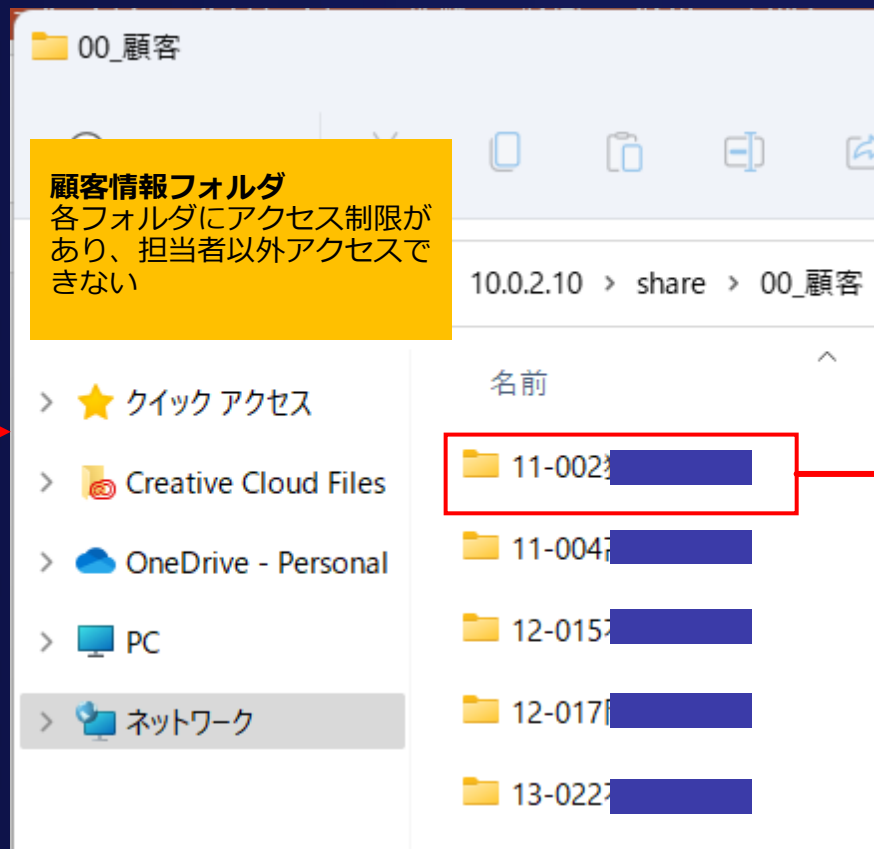 00_顧客
顧客情報フォルダ
各フォルダにアクセス制限が
あり、担当者以外アクセスで
きない
10.0.2.10 > share > 00_顧客
名前
クイック アクセス
Creative Cloud Files
OneDrive - Personal
PC
ネットワーク
11-002
11-004
12-015
12-017
13-022